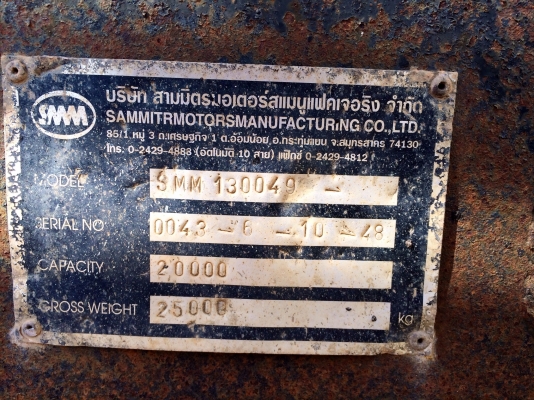 SMM
บริษัท สามมิตรมอเตอร์สแมนูแฟคเจอริง จำกัด
SAMMITRMOTORSMANUFACTURING CO.,LTD.
85/1 หมู่ 3 ถ.เศรษฐกิจ 1 ต.อ้อมน้อย อ.กระทุ่มแบน จ.สมุทรสาคร 74130
โทร. 0-2429-4888 (อัตโนมัติ 10 สาย) แฟ็กซ์ 0-2429-4812
MODEL SMM 130049 -
SERIAL NO 0043-6-10-48
CAPACITY 20000
GROSS WEIGHT 25000 kg